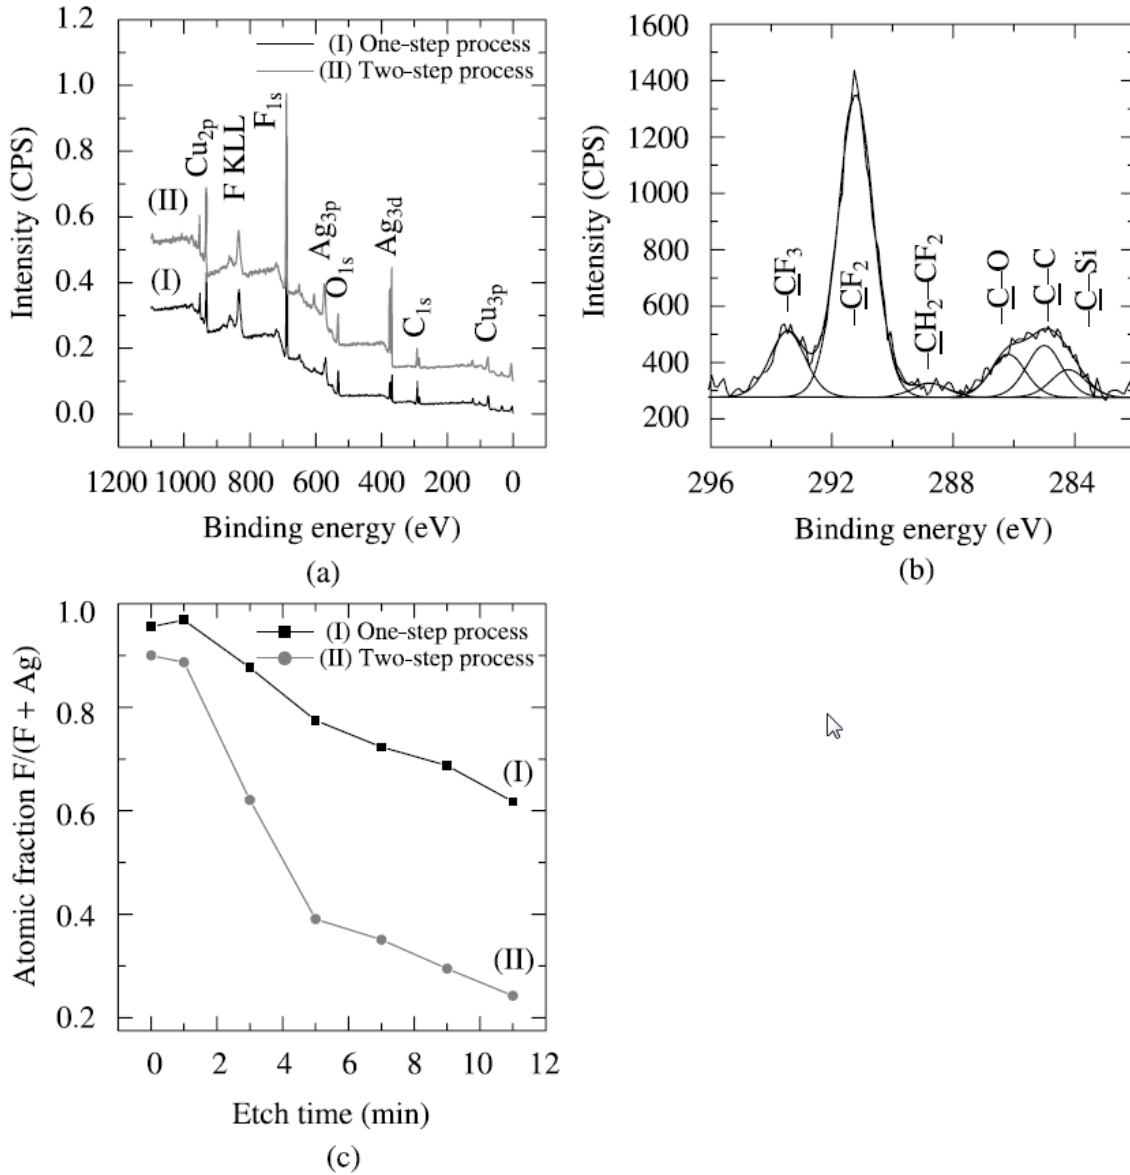 1.2
1.0
0.8
0.6
0.4
0.2
0.0
Intensity (CPS)
(I) One-step process
(II) Two-step process
Cu2p
F KLL
F1s
Ag3p
O1s
Ag3d
C1s
Cu3p
(II)
(I)
1200 1000 800 600 400 200 0
Binding energy (eV)
(a)
1600
1400
1200
1000
800
600
400
200
Intensity (CPS)
—CF3
—CF2
—CH2—CF2
C—O
C—C
C—Si
296 292 288 284
Binding energy (eV)
(b)
1.0
0.8
0.6
0.4
0.2
Atomic fraction F/(F + Ag)
(I) One-step process
(II) Two-step process
(I)
(II)
0 2 4 6 8 10 12
Etch time (min)
(c)